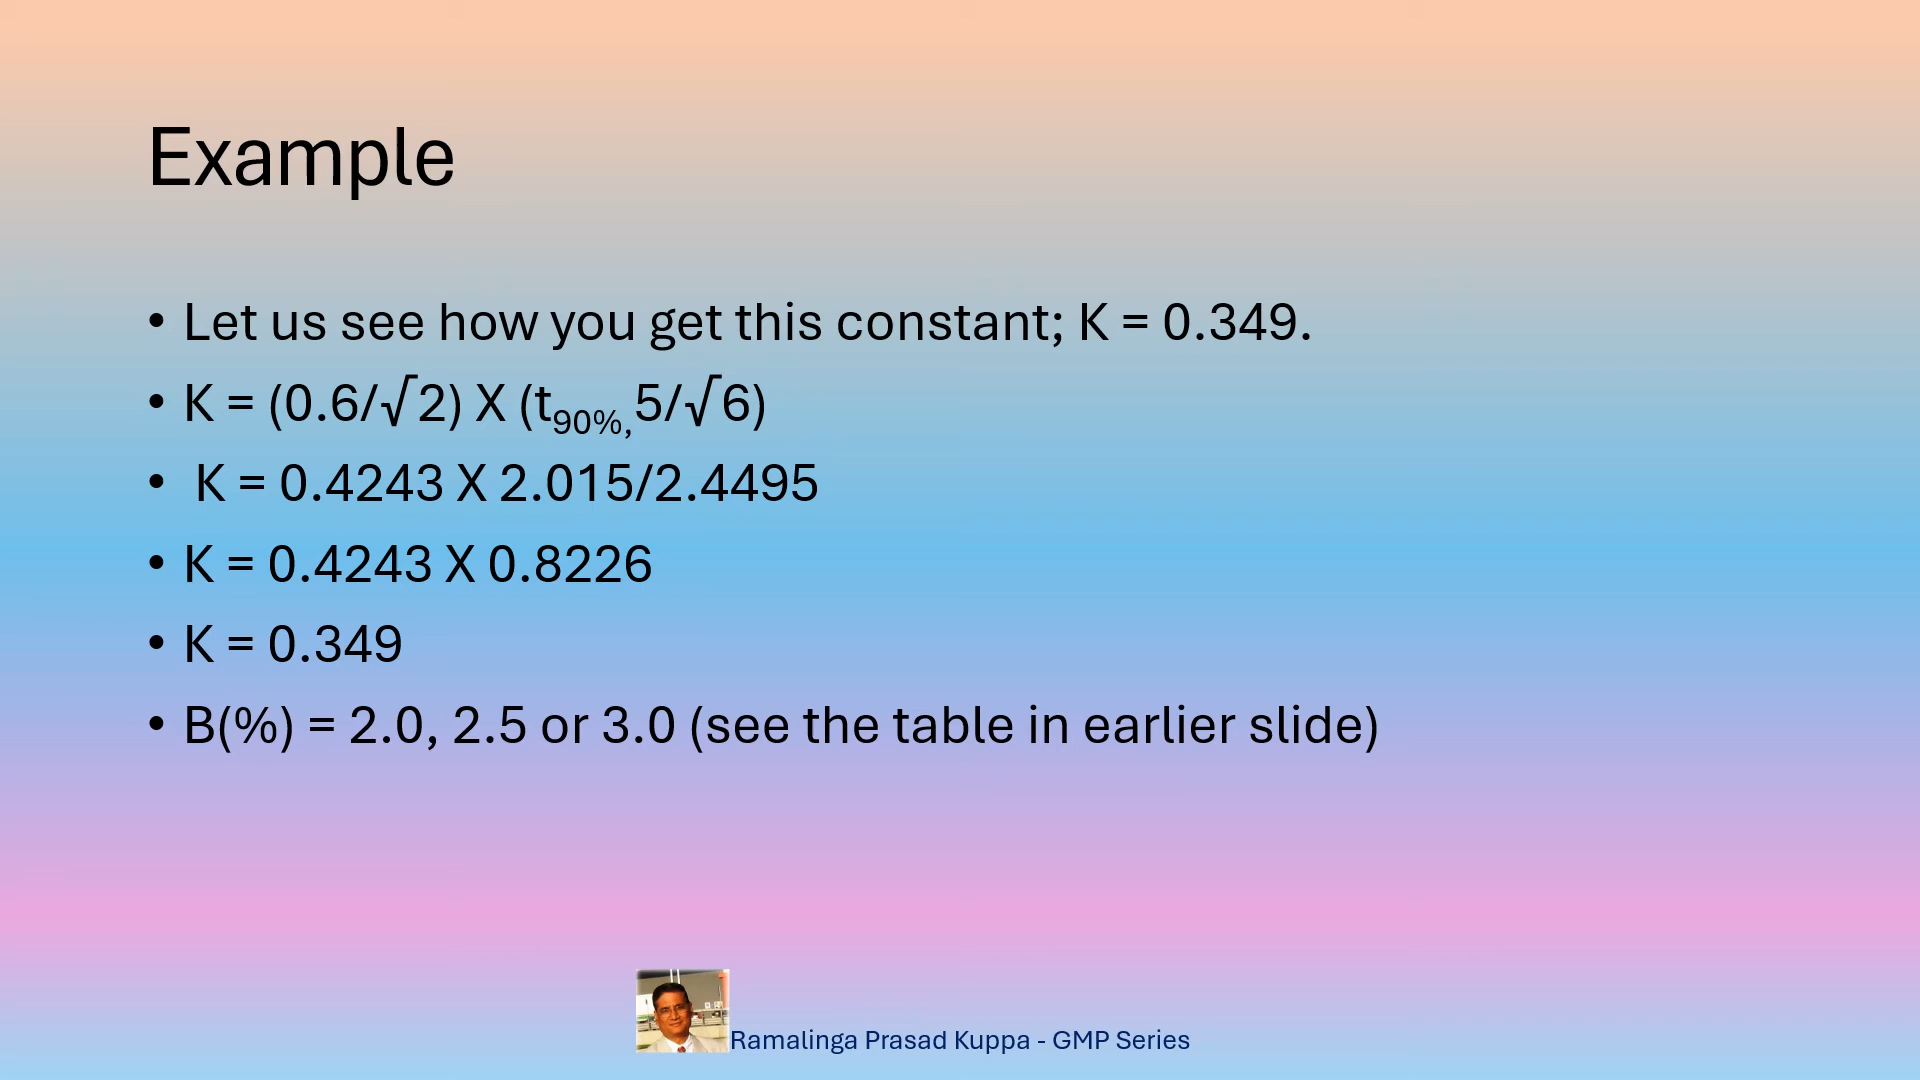 Example
• Let us see how you get this constant; K = 0.349.
• K = (0.6/√2) X (t90%,5/√6)
• K = 0.4243 X 2.015/2.4495
• K = 0.4243 X 0.8226
• K = 0.349
• B(%) = 2.0, 2.5 or 3.0 (see the table in earlier slide)
Ramalinga Prasad Kuppa - GMP Series